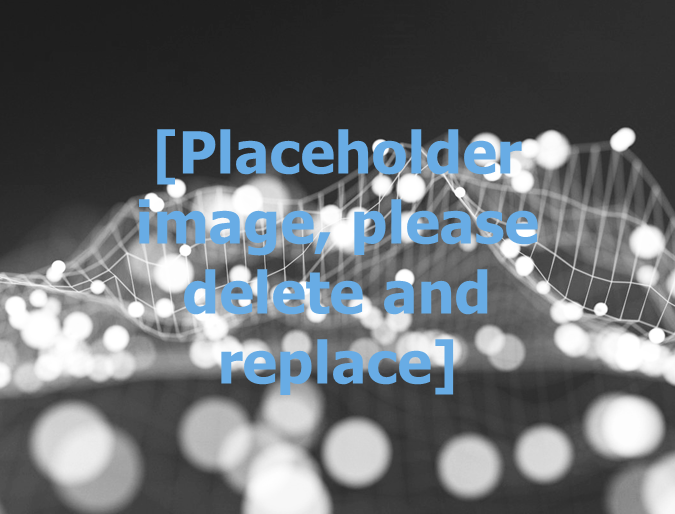 [Placeholder
image, please
delete and
replace]